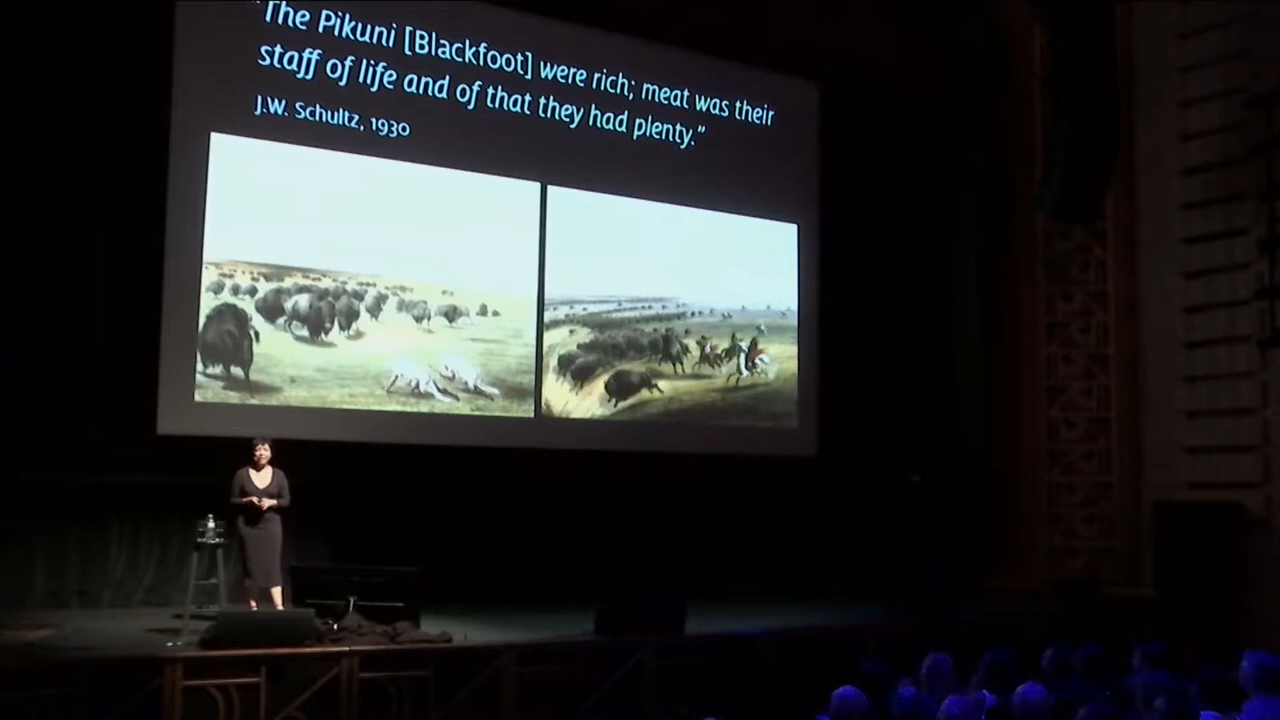 "The Pikuni [Blackfoot] were rich; meat was their
staff of life and of that they had plenty."
J.W. Schultz, 1930